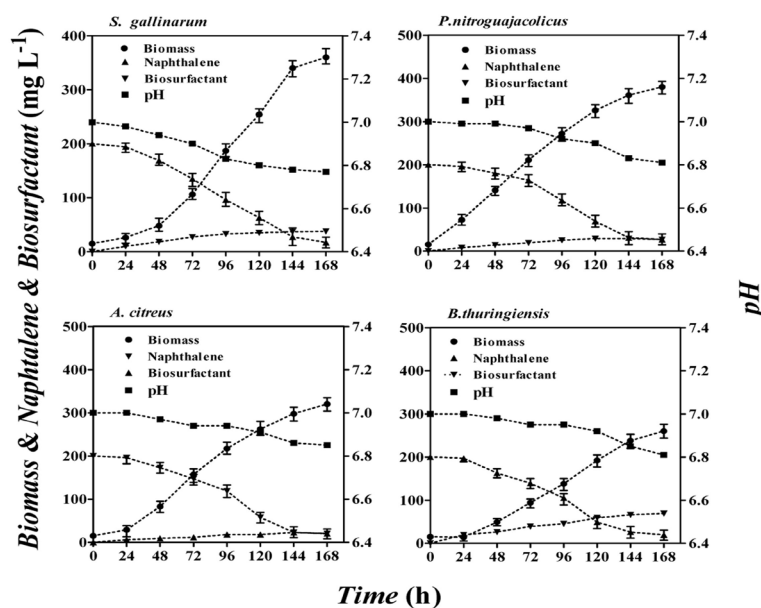 S. gallinarum
400
300
200
100
0
Biomass
Naphthalene
Biosurfactant
pH
7.4
7.2
7.0
6.8
6.6
6.4
0 24 48 72 96 120 144 168
P.nitroguajacolicus
500
400
300
200
100
0
Biomass
Naphthalene
Biosurfactant
pH
7.4
7.2
7.0
6.8
6.6
6.4
0 24 48 72 96 120 144 168
Biomass & Naphtalene & Biosurfactant (mg L-1)
pH
A. citreus
500
400
300
200
100
0
Biomass
Naphthalene
Biosurfactant
pH
7.4
7.2
7.0
6.8
6.6
6.4
0 24 48 72 96 120 144 168
B.thuringiensis
500
400
300
200
100
0
Biomass
Naphthalene
Biosurfactant
pH
7.4
7.2
7.0
6.8
6.6
6.4
0 24 48 72 96 120 144 168
Time (h)